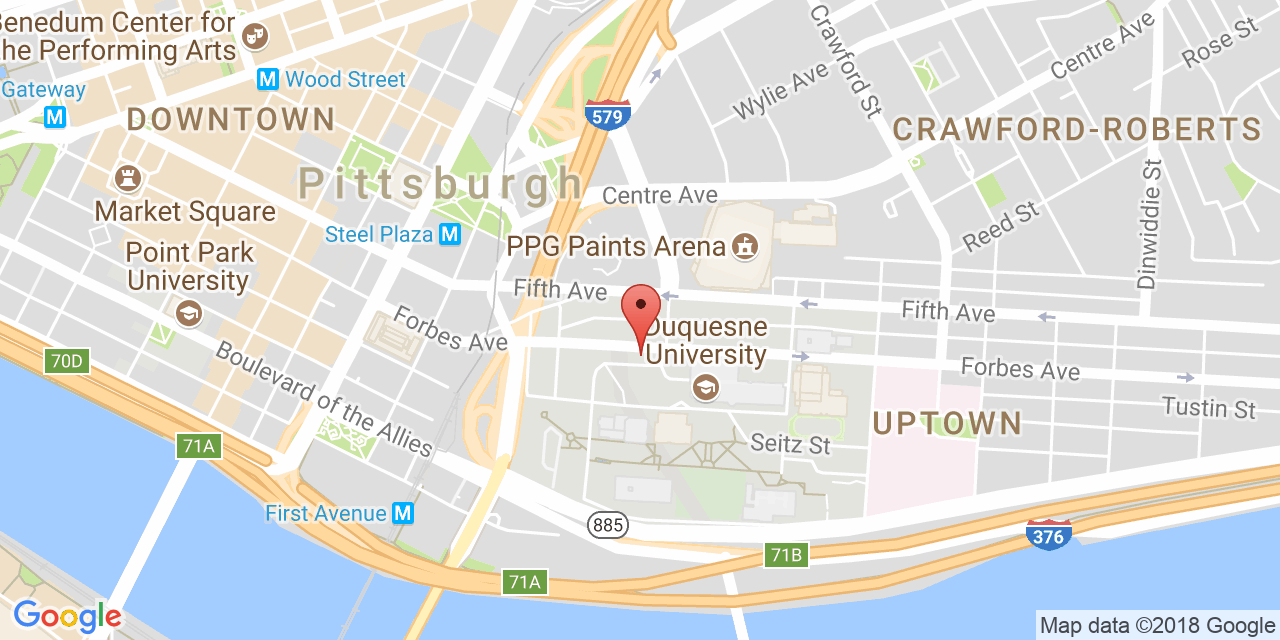 Benedum Center for
the Performing Arts
M Wood Street
Gateway
M
DOWNTOWN
Pittsburgh
Market Square
Steel Plaza M
Point Park
University
579
Crawford St
Wylie Ave
Centre Ave
Rose St
CRAWFORD-ROBERTS
Centre Ave
PPG Paints Arena
Reed St
Dinwiddie St
Fifth Ave
Fifth Ave
Forbes Ave
Duquesne
University
Forbes Ave
70D
Boulevard of the Allies
Tustin St
UPTOWN
71A
Seitz St
First Avenue M
885
376
71B
71A
Google
Map data ©2018 Google